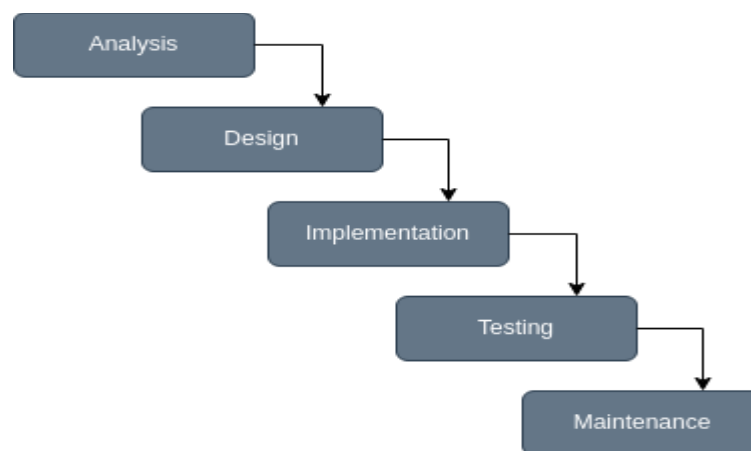 Analysis
Design
Implementation
Testing
Maintenance